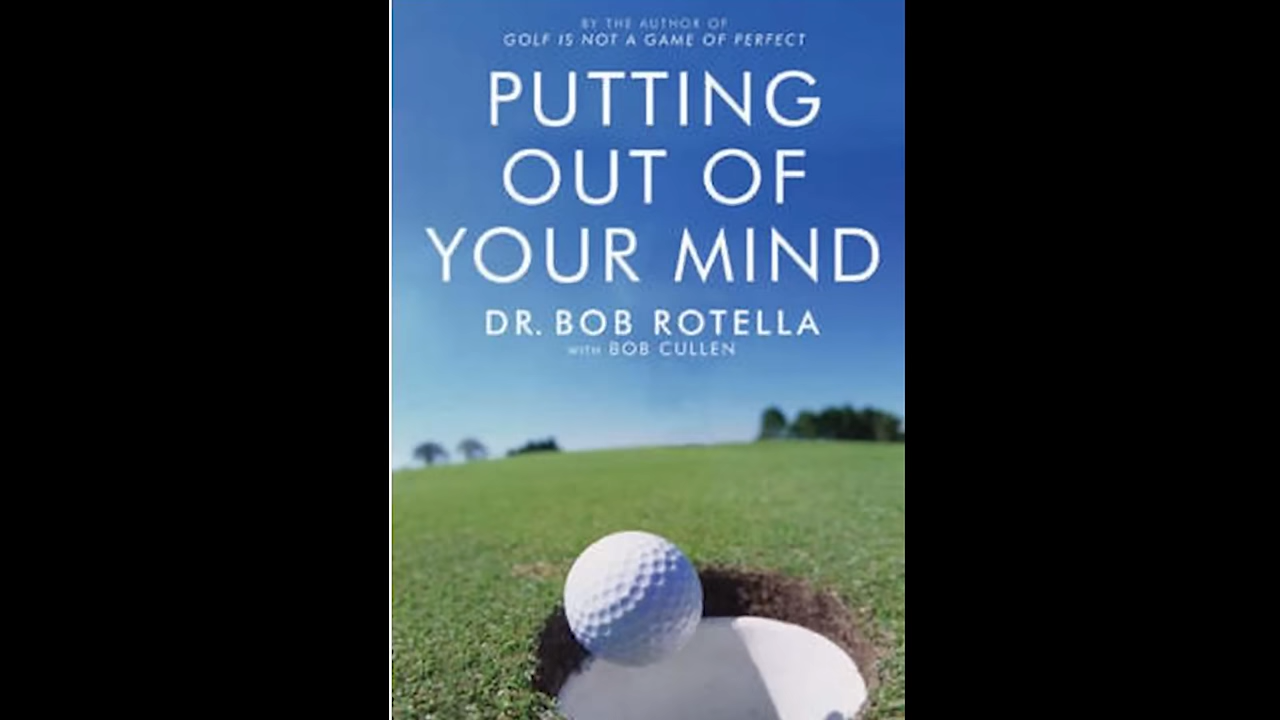 BY THE AUTHOR OF
GOLF IS NOT A GAME OF PERFECT
PUTTING
OUT OF
YOUR MIND
DR. BOB ROTELLA
WITH BOB CULLEN